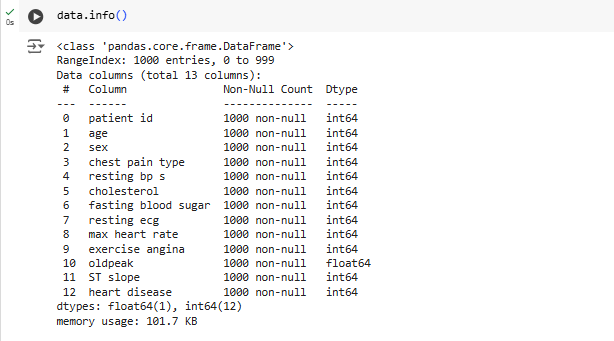 data.info()
0s
<class 'pandas.core.frame.DataFrame'>
RangeIndex: 1000 entries, 0 to 999
Data columns (total 13 columns):
 #   Column               Non-Null Count  Dtype
---  ------               --------------  -----
 0   patient id           1000 non-null   int64
 1   age                  1000 non-null   int64
 2   sex                  1000 non-null   int64
 3   chest pain type      1000 non-null   int64
 4   resting bp s         1000 non-null   int64
 5   cholesterol          1000 non-null   int64
 6   fasting blood sugar  1000 non-null   int64
 7   resting ecg          1000 non-null   int64
 8   max heart rate       1000 non-null   int64
 9   exercise angina      1000 non-null   int64
 10  oldpeak              1000 non-null   float64
 11  ST slope             1000 non-null   int64
 12  heart disease        1000 non-null   int64
dtypes: float64(1), int64(12)
memory usage: 101.7 KB